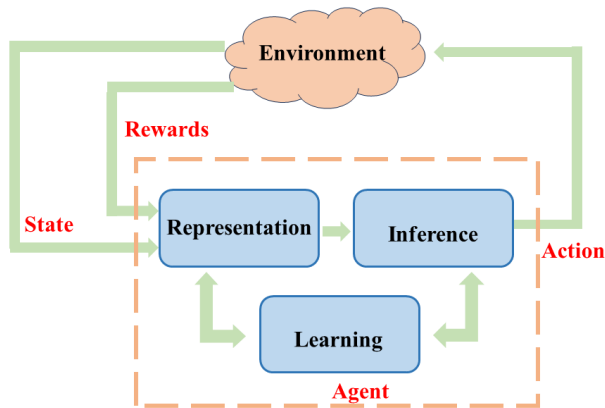 Environment
Rewards
State
Representation
Inference
Action
Learning
Agent